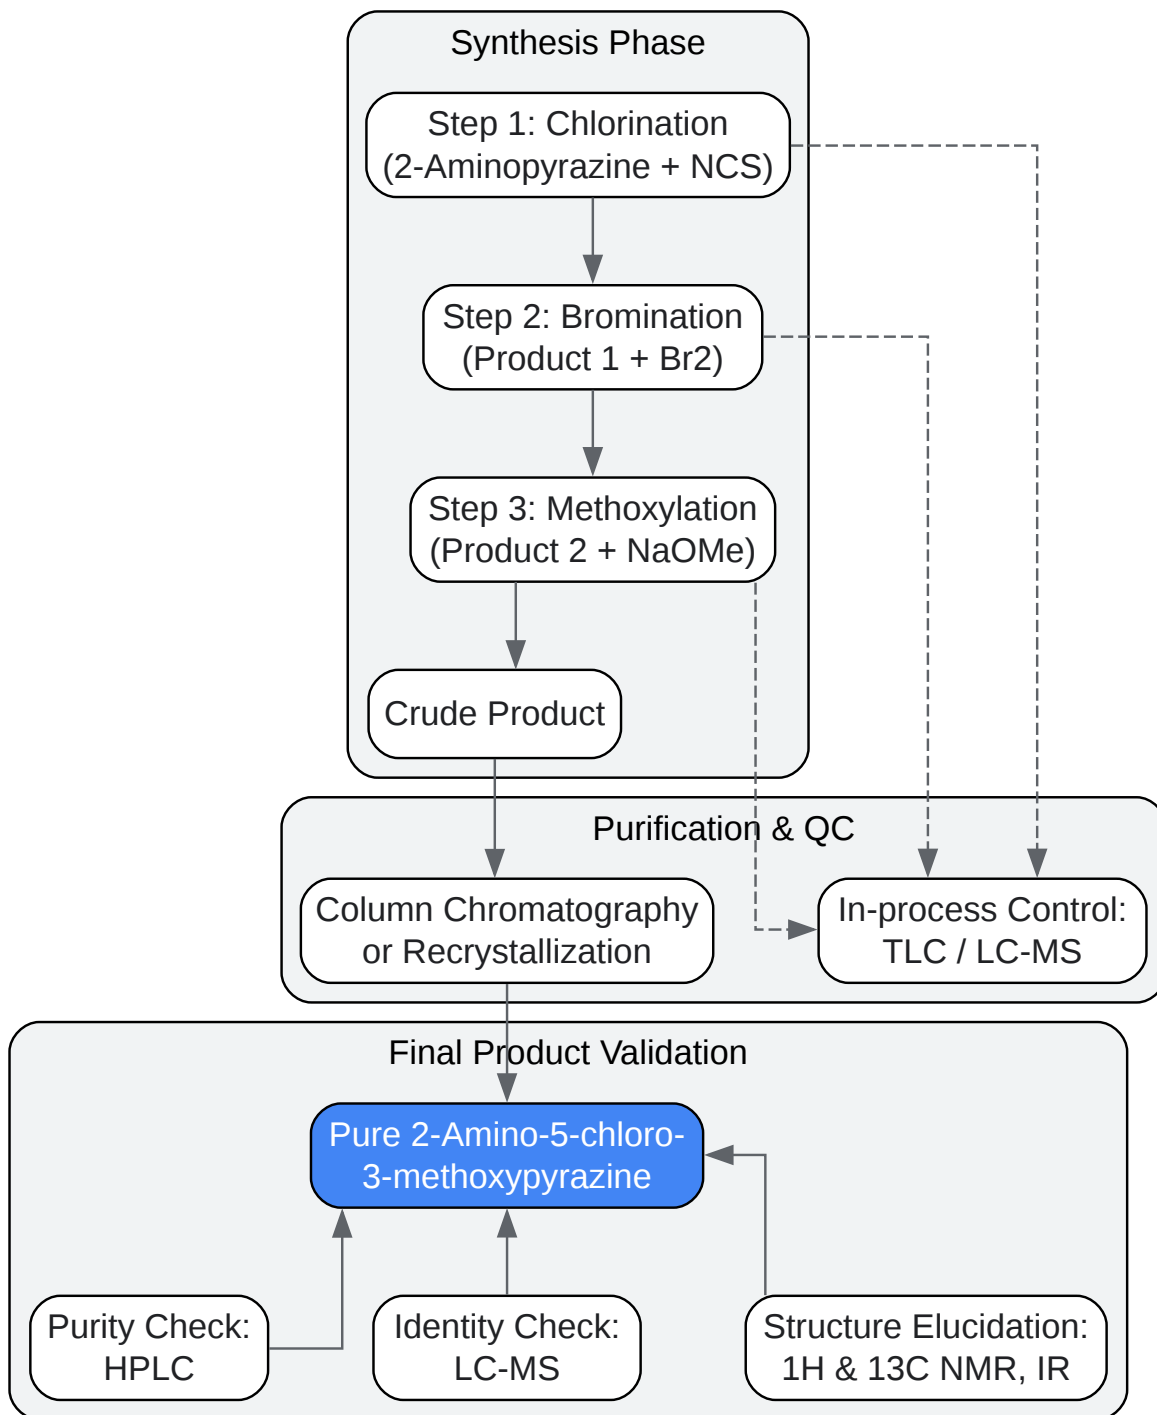 Synthesis Phase
Step 1: Chlorination
(2-Aminopyrazine + NCS)
Step 2: Bromination
(Product 1 + Br2)
Step 3: Methoxylation
(Product 2 + NaOMe)
Crude Product
Purification & QC
Column Chromatography
or Recrystallization
In-process Control:
TLC / LC-MS
Final Product Validation
Pure 2-Amino-5-chloro-
3-methoxypyrazine
Purity Check:
HPLC
Identity Check:
LC-MS
Structure Elucidation:
1H & 13C NMR, IR